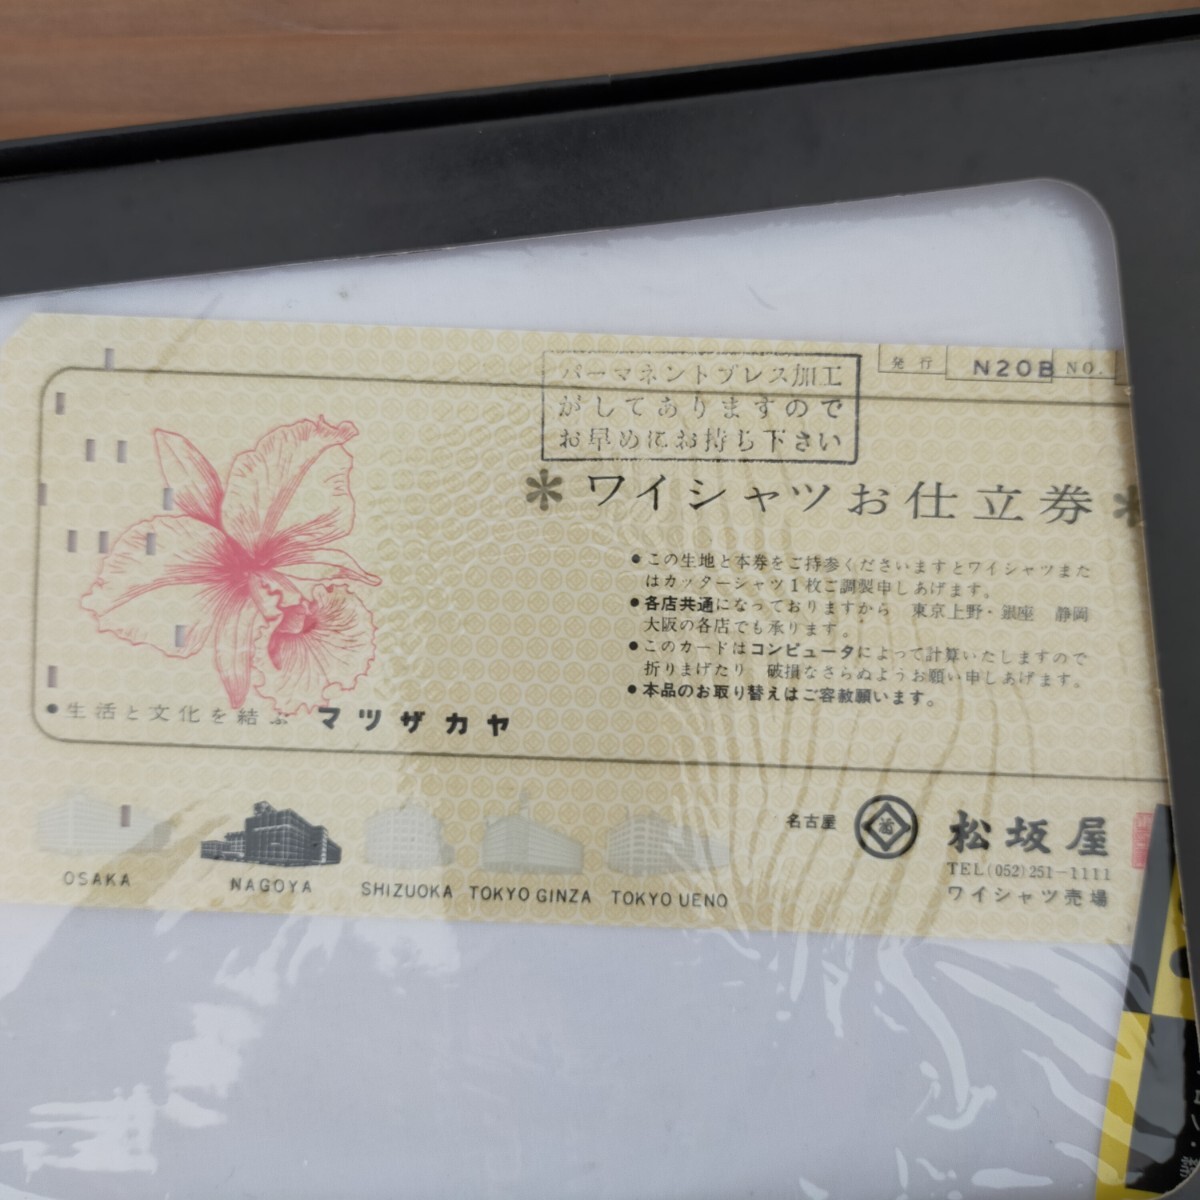 発行 N20B NO.
パーマネントプレス加工
がしてありますので
お早めにお持ち下さい
＊ワイシャツお仕立券＊
●この生地と本券をご持参くださいますとワイシャツまた
はカッターシャツ1枚ご調製申しあげます。
●各店共通になっておりますから 東京上野・銀座 静岡
大阪の各店でも承ります。
●このカードはコンピュータによって計算いたしますので
折りまげたり 破損なさらぬようお願い申しあげます。
●本品のお取り替えはご容赦願います。
●生活と文化を結ぶ マツザカヤ
OSAKA
NAGOYA
SHIZUOKA
TOKYO GINZA
TOKYO UENO
名古屋 松坂屋
TEL(052)251-1111
ワイシャツ売場